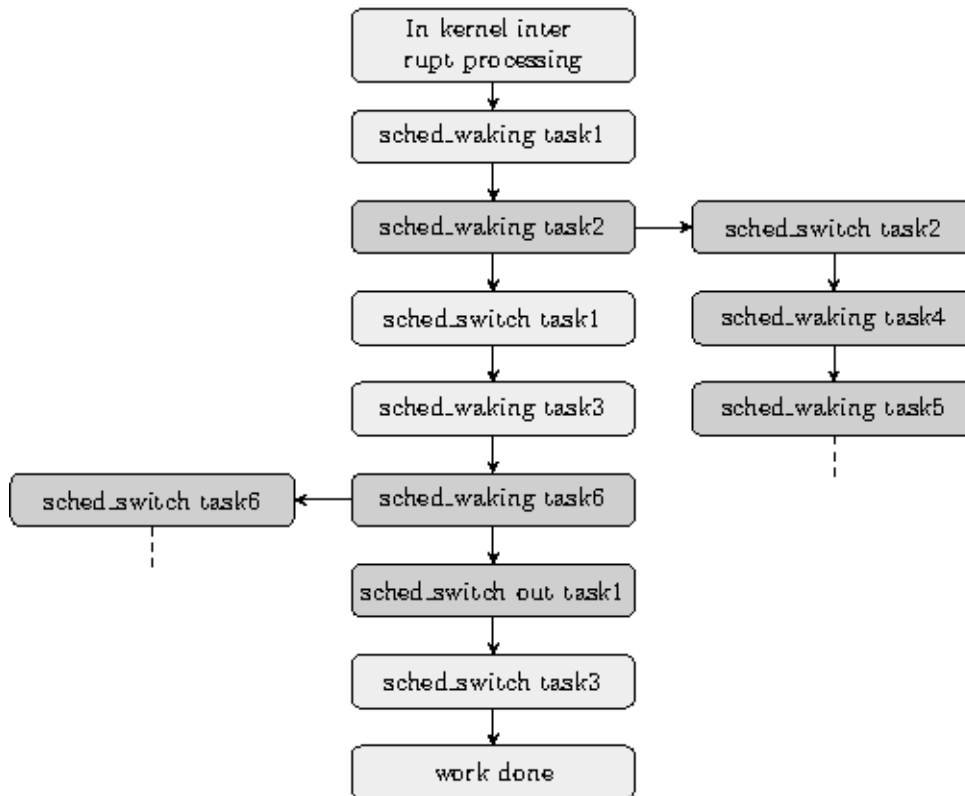 In kernel inter
rupt processing
sched_waking task1
sched_waking task2
sched_switch task2
sched_switch task1
sched_waking task4
sched_waking task3
sched_waking task5
sched_switch task6
sched_waking task6
sched_switch out task1
sched_switch task3
work done